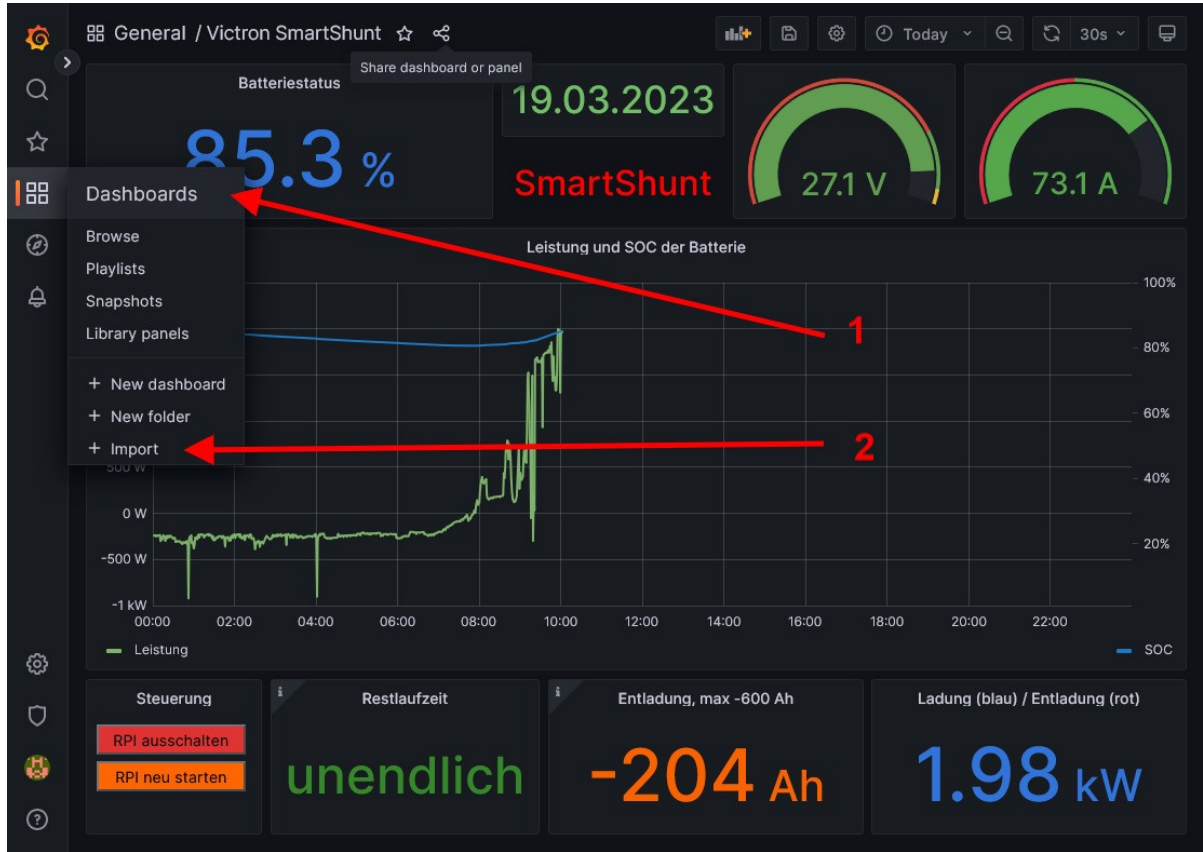 General / Victron SmartShunt
Today
30s
Share dashboard or panel
Batteriestatus
85.3 %
19.03.2023
SmartShunt
27.1 V
73.1 A
Dashboards
Browse
Playlists
Snapshots
Library panels
+ New dashboard
+ New folder
+ Import
1
2
Leistung und SOC der Batterie
100%
80%
60%
40%
20%
500 W
0 W
-500 W
-1 kW
00:00 02:00 04:00 06:00 08:00 10:00 12:00 14:00 16:00 18:00 20:00 22:00
Leistung
SOC
Steuerung
RPI ausschalten
RPI neu starten
Restlaufzeit
unendlich
Entladung, max -600 Ah
-204 Ah
Ladung (blau) / Entladung (rot)
1.98 kW